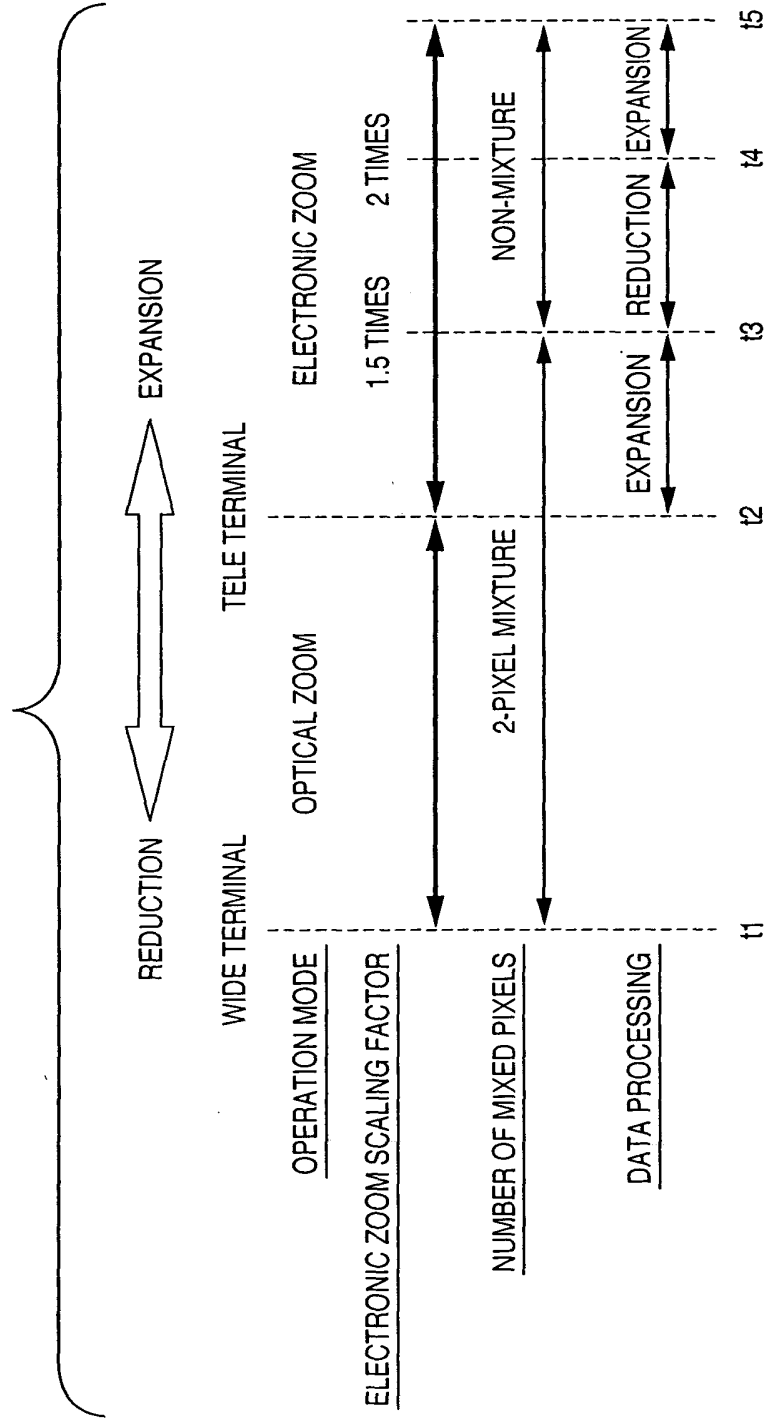 REDUCTION EXPANSION
WIDE TERMINAL TELE TERMINAL
OPERATION MODE OPTICAL ZOOM ELECTRONIC ZOOM
ELECTRONIC ZOOM SCALING FACTOR 1.5 TIMES 2 TIMES
NUMBER OF MIXED PIXELS 2-PIXEL MIXTURE NON-MIXTURE
DATA PROCESSING EXPANSION REDUCTION EXPANSION
t1 t2 t3 t4 t5